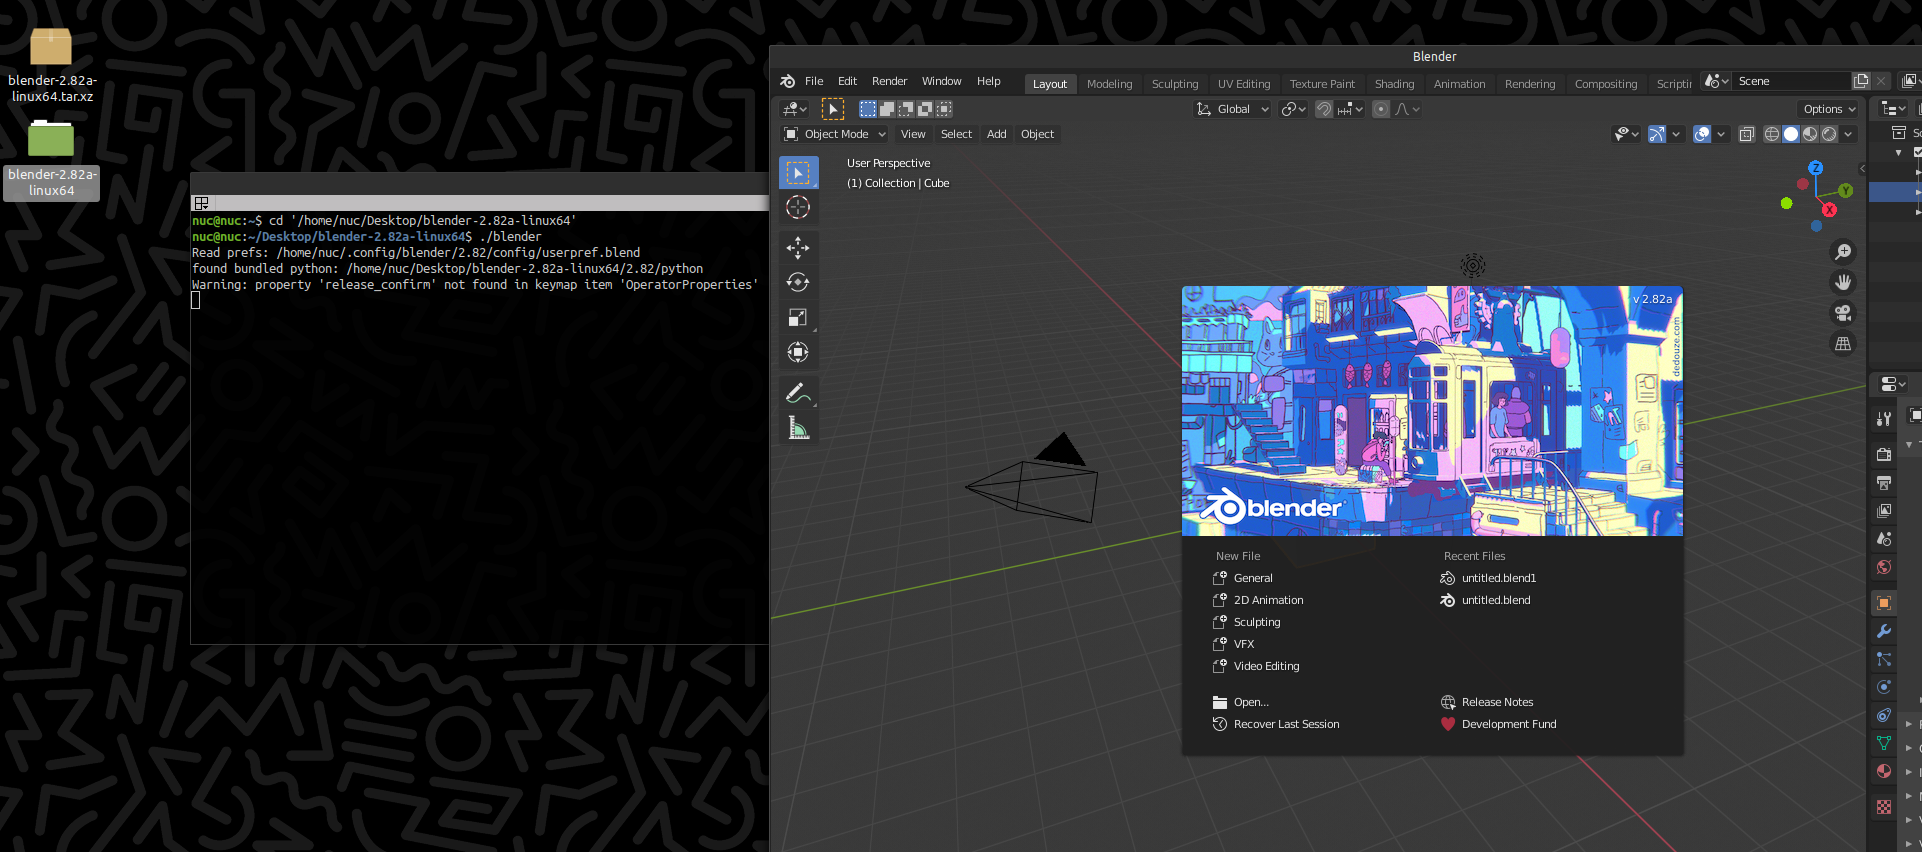 blender-2.82a-
linux64.tar.xz
blender-2.82a-
linux64
nuc@nuc:~$ cd '/home/nuc/Desktop/blender-2.82a-linux64'
nuc@nuc:~/Desktop/blender-2.82a-linux64$ ./blender
Read prefs: /home/nuc/.config/blender/2.82/config/userpref.blend
found bundled python: /home/nuc/Desktop/blender-2.82a-linux64/2.82/python
Warning: property 'release_confirm' not found in keymap item 'OperatorProperties'
Blender
File Edit Render Window Help Layout Modeling Sculpting UV Editing Texture Paint Shading Animation Rendering Compositing Scriptin Scene
Global Options
Object Mode View Select Add Object
User Perspective
(1) Collection | Cube
Z
Y
X
v 2.82a
dedouze.com
blender
New File
General
2D Animation
Sculpting
VFX
Video Editing
Open...
Recover Last Session
Recent Files
untitled.blend1
untitled.blend
Release Notes
Development Fund